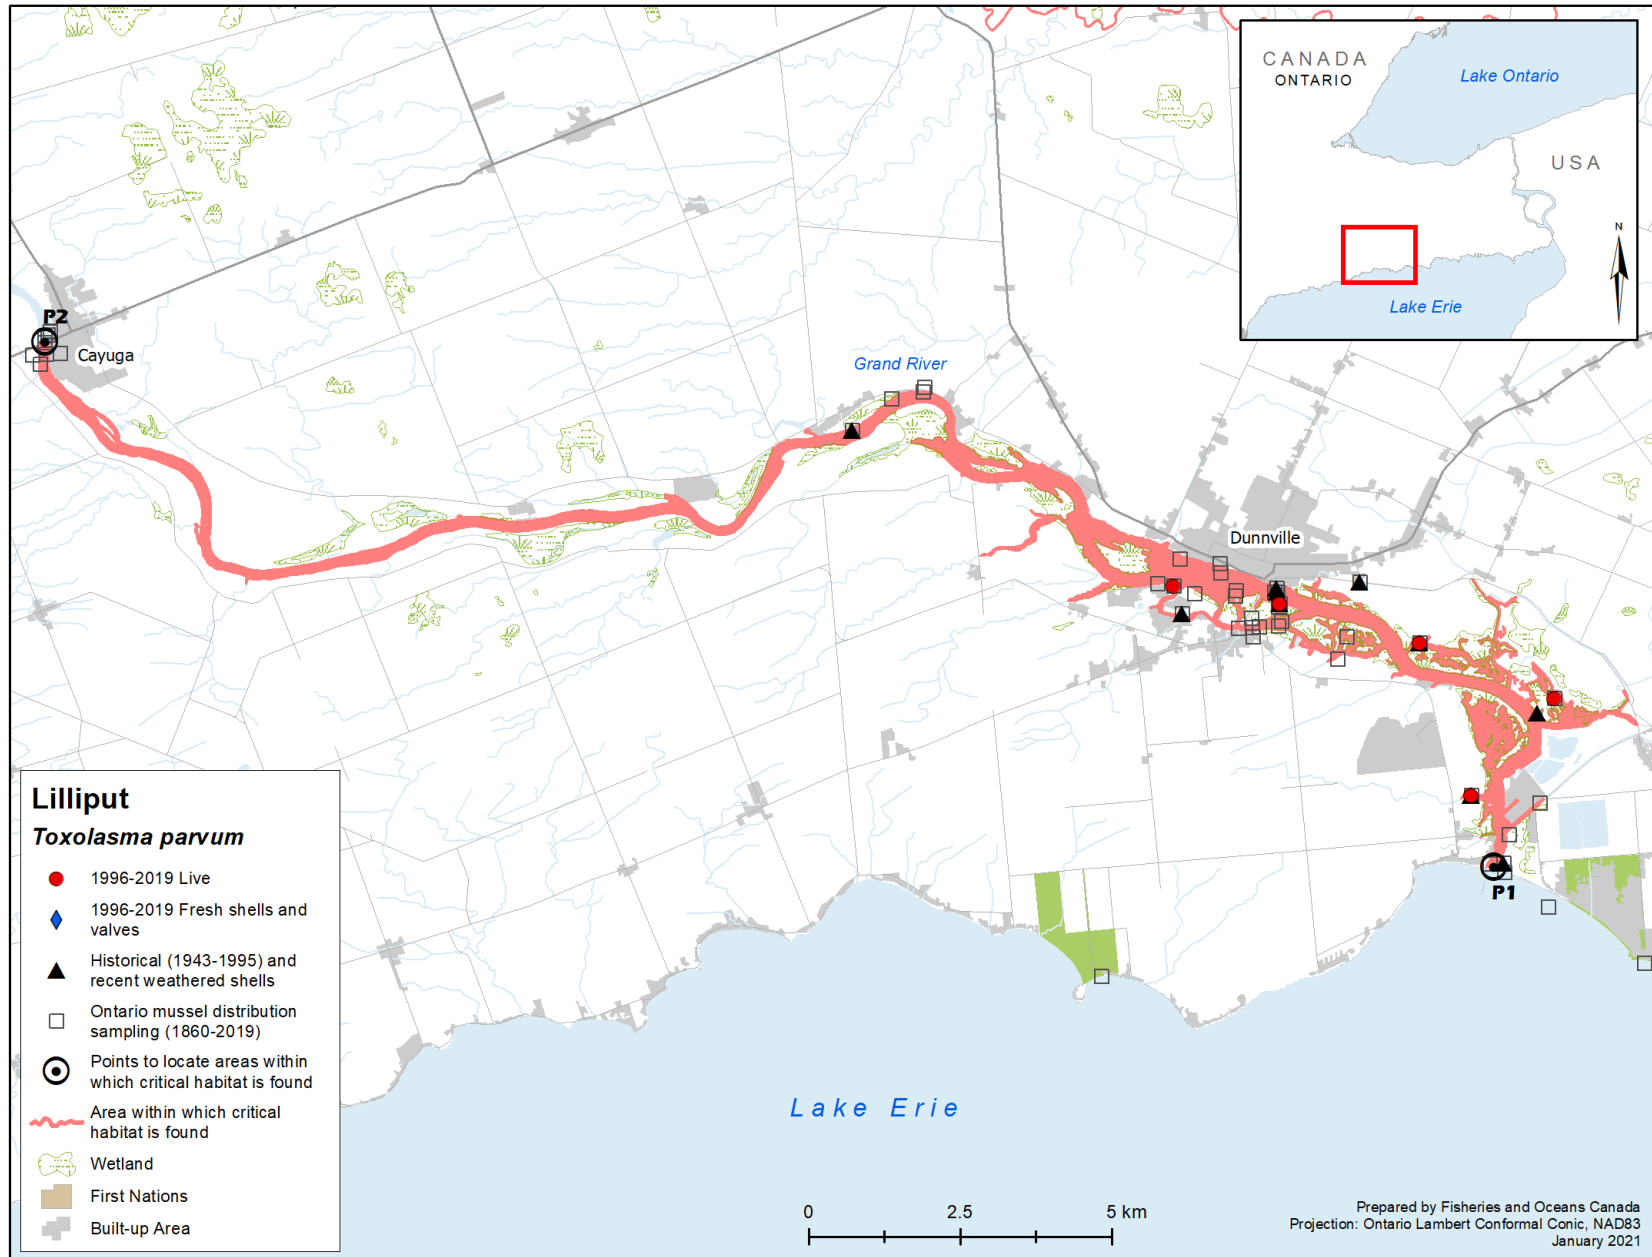 CANADA
ONTARIO
Lake Ontario
USA
N
Lake Erie
P2
Cayuga
Grand River
Dunnville
P1
Lake Erie
Lilliput
Toxolasma parvum
1996-2019 Live
1996-2019 Fresh shells and
valves
Historical (1943-1995) and
recent weathered shells
Ontario mussel distribution
sampling (1860-2019)
Points to locate areas within
which critical habitat is found
Area within which critical
habitat is found
Wetland
First Nations
Built-up Area
0 2.5 5 km
Prepared by Fisheries and Oceans Canada
Projection: Ontario Lambert Conformal Conic, NAD83
January 2021